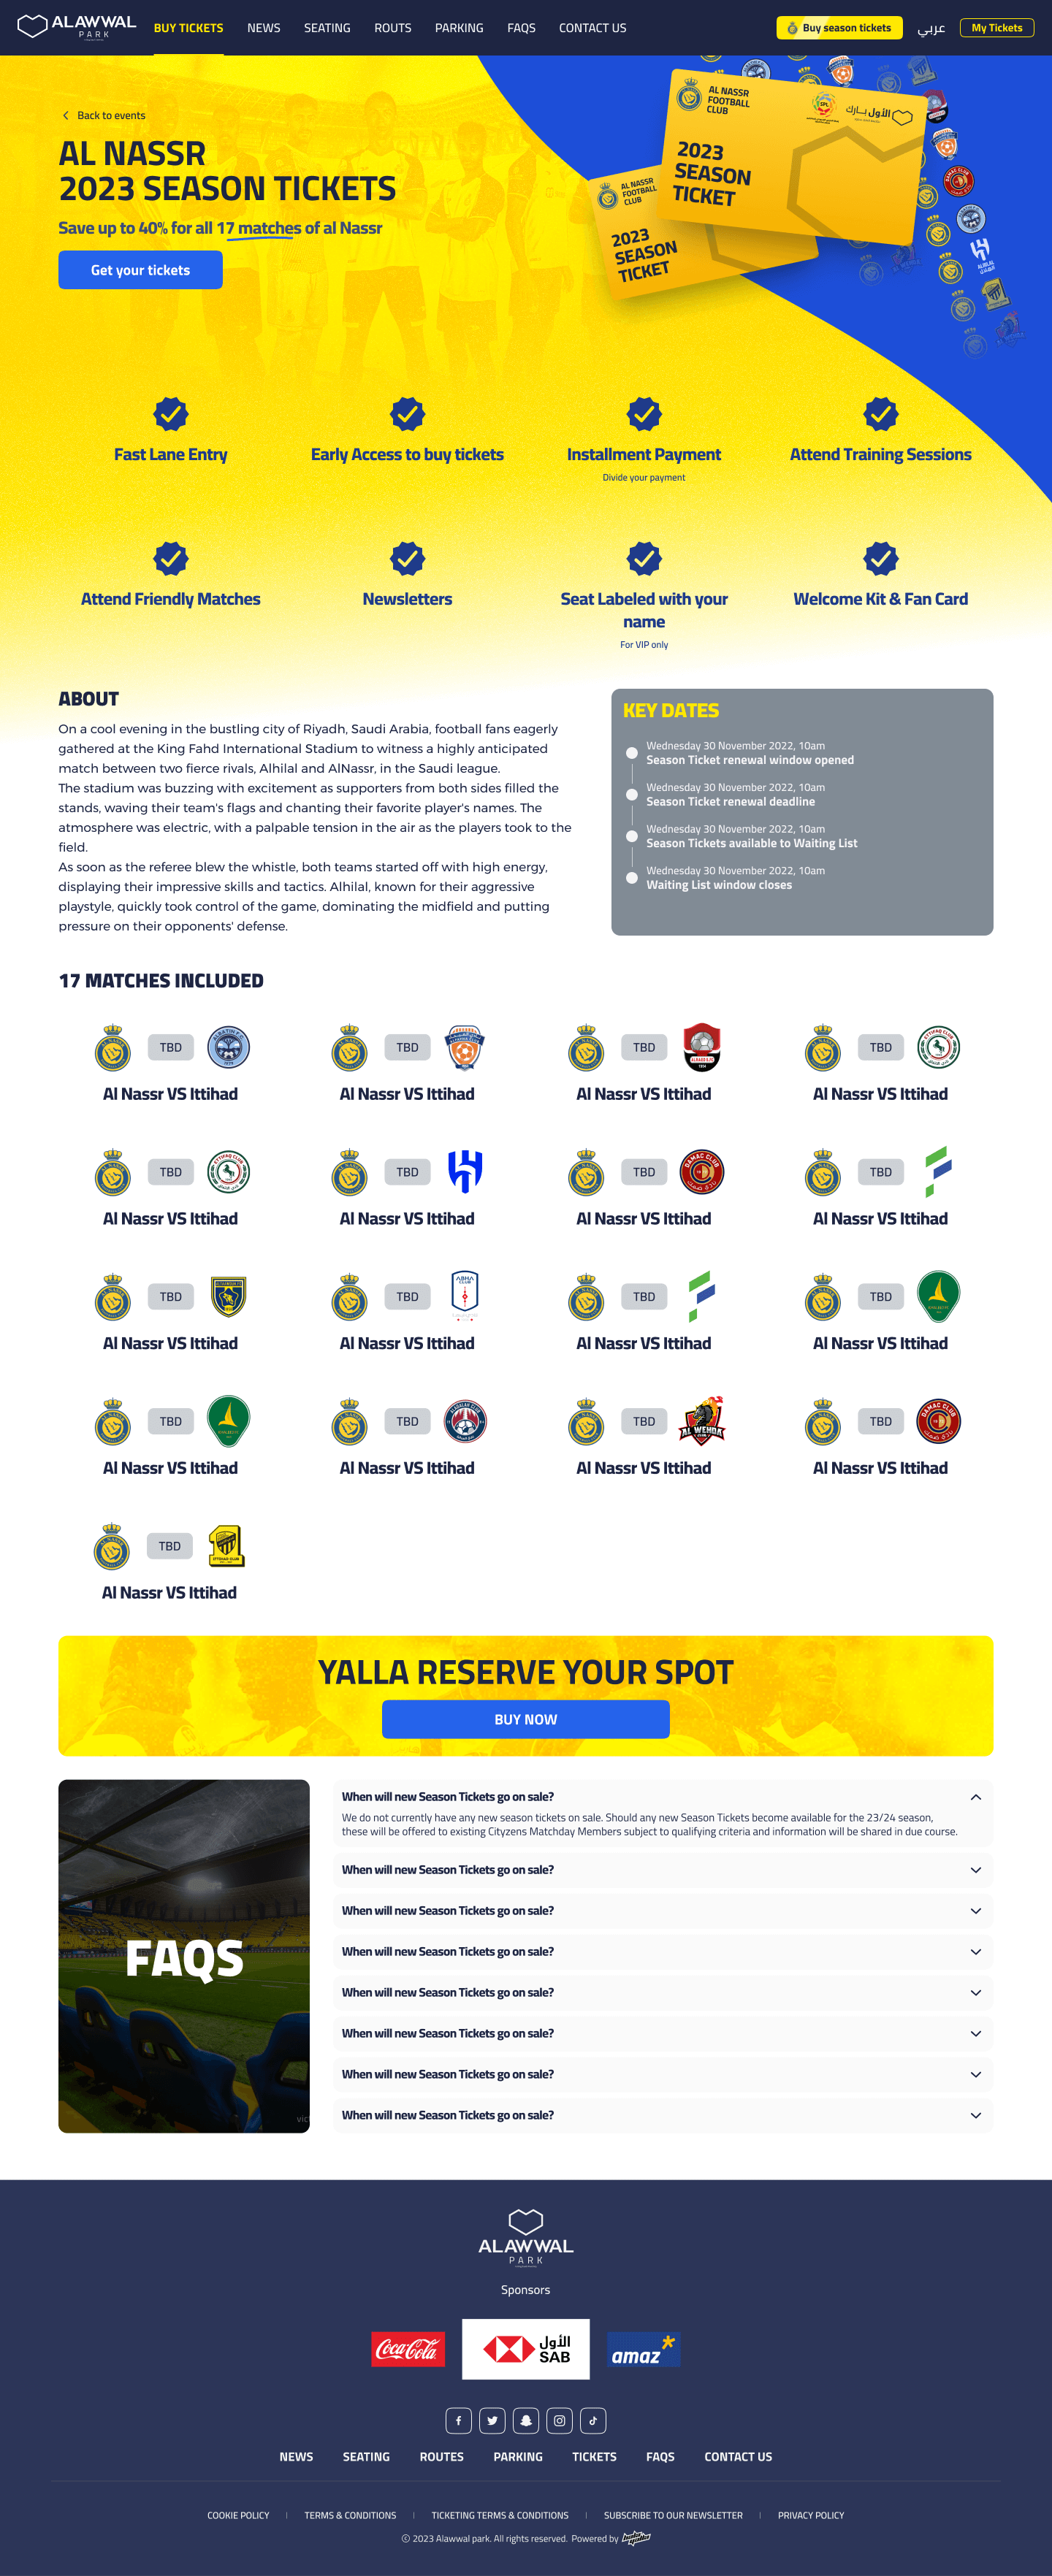 ALAWWAL
PARK
BUY TICKETS
NEWS
SEATING
ROUTS
PARKING
FAQS
CONTACT US
Buy season tickets
عربي
My Tickets
Back to events
AL NASSR
2023 SEASON TICKETS
Save up to 40% for all 17 matches of al Nassr
Get your tickets
AL NASSR
FOOTBALL
CLUB
SPL
الأول بـــارك
2023
SEASON
TICKET
AL NASSR
FOOTBALL
CLUB
2023
SEASON
TICKET
Fast Lane Entry
Early Access to buy tickets
Installment Payment
Divide your payment
Attend Training Sessions
Attend Friendly Matches
Newsletters
Seat Labeled with your
name
For VIP only
Welcome Kit & Fan Card
ABOUT
On a cool evening in the bustling city of Riyadh, Saudi Arabia, football fans eagerly
gathered at the King Fahd International Stadium to witness a highly anticipated
match between two fierce rivals, Alhilal and AlNassr, in the Saudi league.
The stadium was buzzing with excitement as supporters from both sides filled the
stands, waving their team's flags and chanting their favorite player's names. The
atmosphere was electric, with a palpable tension in the air as the players took to the
field.
As soon as the referee blew the whistle, both teams started off with high energy,
displaying their impressive skills and tactics. Alhilal, known for their aggressive
playstyle, quickly took control of the game, dominating the midfield and putting
pressure on their opponents' defense.
KEY DATES
Wednesday 30 November 2022, 10am
Season Ticket renewal window opened
Wednesday 30 November 2022, 10am
Season Ticket renewal deadline
Wednesday 30 November 2022, 10am
Season Tickets available to Waiting List
Wednesday 30 November 2022, 10am
Waiting List window closes
17 MATCHES INCLUDED
TBD
Al Nassr VS Ittihad
TBD
Al Nassr VS Ittihad
TBD
Al Nassr VS Ittihad
TBD
ETTIFAQ CLUB
Al Nassr VS Ittihad
TBD
ETTIFAQ CLUB
Al Nassr VS Ittihad
TBD
Al Nassr VS Ittihad
TBD
DAMAC CLUB
Al Nassr VS Ittihad
TBD
Al Nassr VS Ittihad
TBD
Al Nassr VS Ittihad
TBD
ABHA
CLUB
Al Nassr VS Ittihad
TBD
Al Nassr VS Ittihad
TBD
Al Nassr VS Ittihad
TBD
Al Nassr VS Ittihad
TBD
Al Nassr VS Ittihad
TBD
AL WEHDA
Al Nassr VS Ittihad
TBD
DAMAC CLUB
Al Nassr VS Ittihad
TBD
ITTIHAD CLUB
Al Nassr VS Ittihad
YALLA RESERVE YOUR SPOT
BUY NOW
FAQS
When will new Season Tickets go on sale?
We do not currently have any new season tickets on sale. Should any new Season Tickets become available for the 23/24 season,
these will be offered to existing Cityzens Matchday Members subject to qualifying criteria and information will be shared in due course.
When will new Season Tickets go on sale?
When will new Season Tickets go on sale?
When will new Season Tickets go on sale?
When will new Season Tickets go on sale?
When will new Season Tickets go on sale?
When will new Season Tickets go on sale?
When will new Season Tickets go on sale?
ALAWWAL
PARK
Sponsors
Coca-Cola
الأول
SAB
amaz
NEWS
SEATING
ROUTES
PARKING
TICKETS
FAQS
CONTACT US
COOKIE POLICY
TERMS & CONDITIONS
TICKETING TERMS & CONDITIONS
SUBSCRIBE TO OUR NEWSLETTER
PRIVACY POLICY
© 2023 Alawwal park. All rights reserved. Powered by